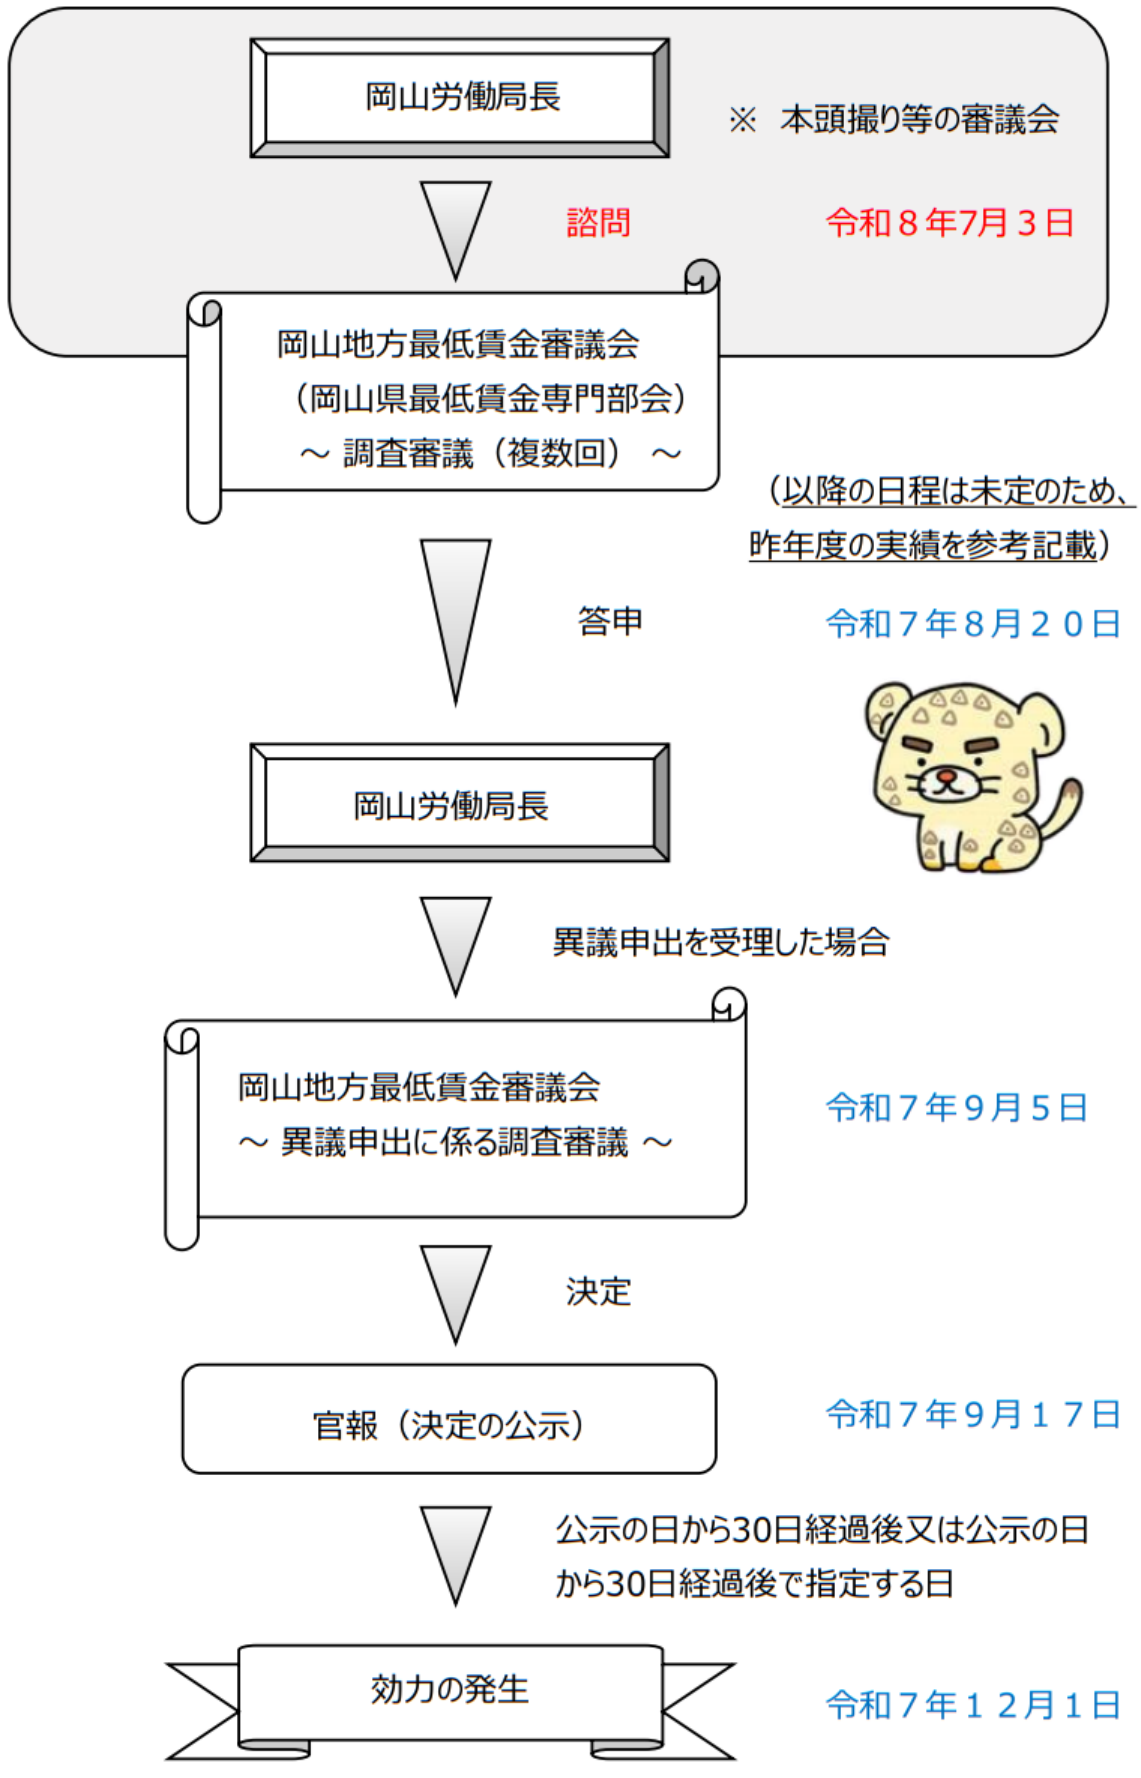 岡山労働局長
※ 本頭撮り等の審議会
諮問
令和８年7月３日
岡山地方最低賃金審議会
（岡山県最低賃金専門部会）
～ 調査審議（複数回） ～
（以降の日程は未定のため、
昨年度の実績を参考記載）
答申
令和７年８月２０日
岡山労働局長
異議申出を受理した場合
岡山地方最低賃金審議会
～ 異議申出に係る調査審議 ～
令和７年９月５日
決定
官報（決定の公示）
令和７年９月１７日
公示の日から30日経過後又は公示の日
から30日経過後で指定する日
効力の発生
令和７年１２月１日